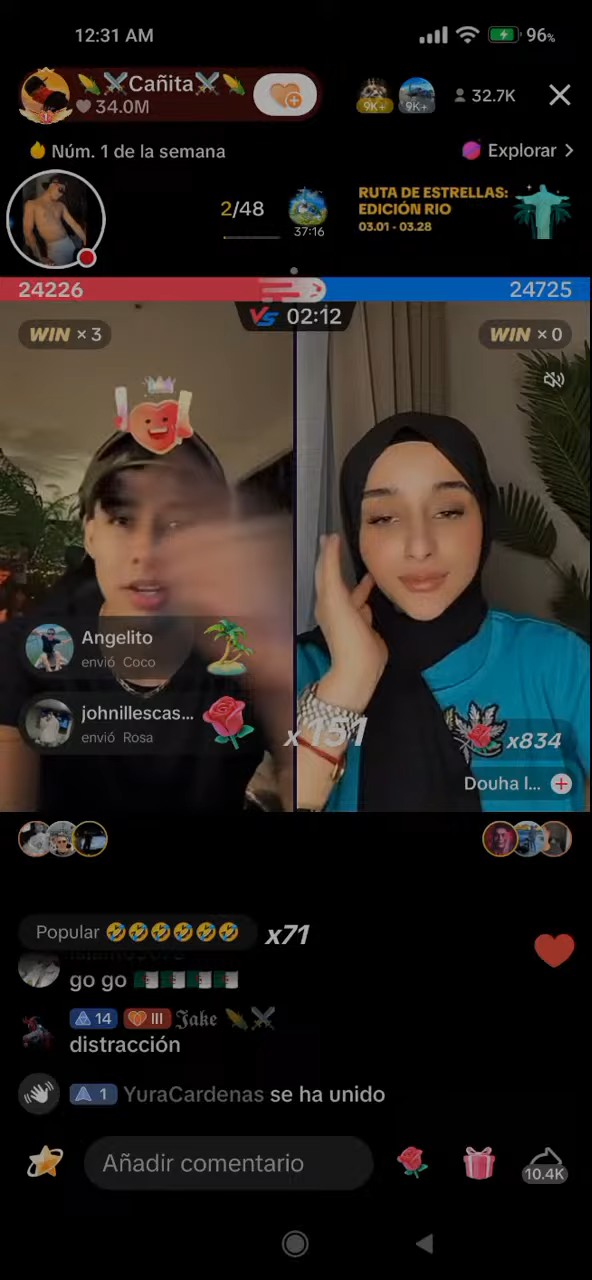 12:31 AM
96%
🌽⚔️Cañita⚔️🌽
34.0M
9K+
9K+
32.7K
Núm. 1 de la semana
Explorar
2/48
37:16
RUTA DE ESTRELLAS:
EDICIÓN RIO
03.01 - 03.28
24226
24725
VS 02:12
WIN × 3
WIN × 0
Angelito
envió Coco
johnillescas...
envió Rosa
x151
x834
Douha I...
Popular 🤣🤣🤣🤣🤣🤣 x71
go go 🇩🇿🇩🇿🇩🇿🇩🇿
14 III 𝕵𝖆𝖐𝖊 🌽⚔️
distracción
1 YuraCardenas se ha unido
Añadir comentario
10.4K